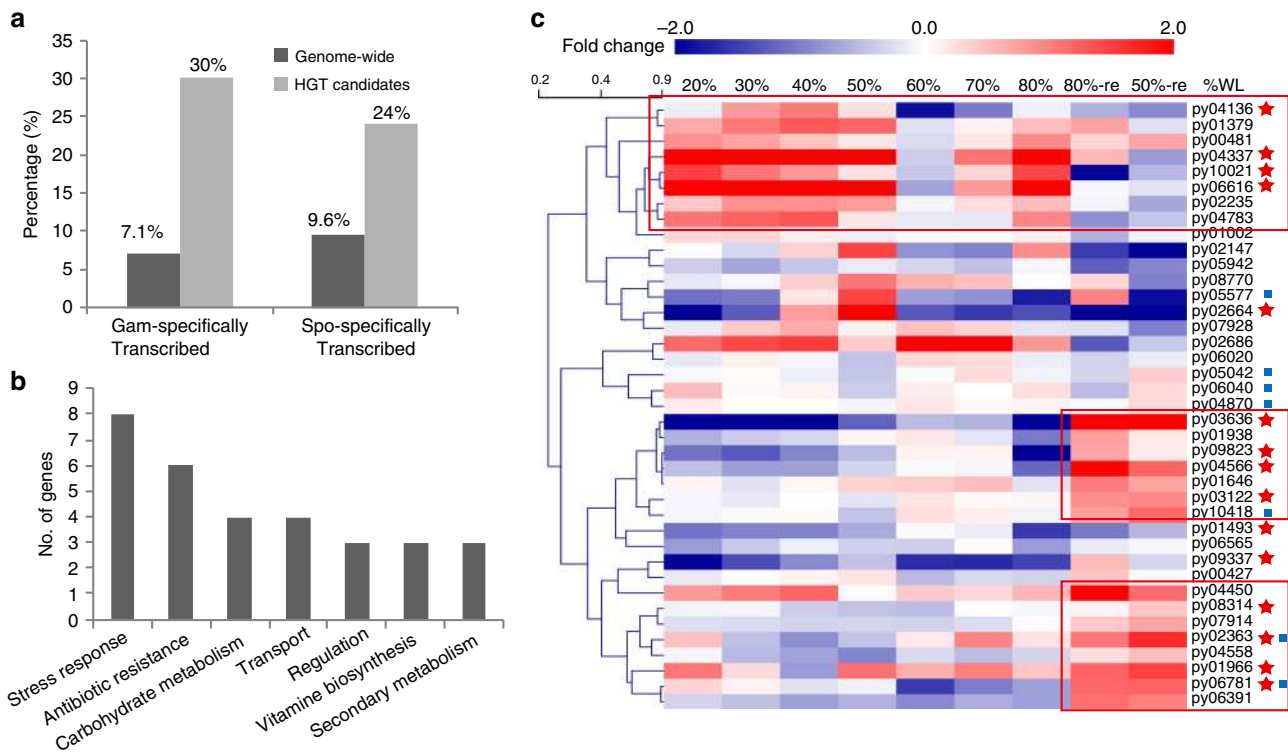 a
35
30
25
20
15
10
5
0
Percentage (%)
Genome-wide
HGT candidates
7.1%
30%
9.6%
24%
Gam-specifically
Transcribed
Spo-specifically
Transcribed
b
9
8
7
6
5
4
3
2
1
0
No. of genes
Stress response
Antibiotic resistance
Carbohydrate metabolism
Transport
Regulation
Vitamine biosynthesis
Secondary metabolism
c
−2.0 0.0 2.0
Fold change
0.2 0.4 0.9
20% 30% 40% 50% 60% 70% 80% 80%-re 50%-re %WL
py04136
py01379
py00481
py04337
py10021
py06616
py02235
py04783
py01002
py02147
py05942
py08770
py05577
py02664
py07928
py02686
py06020
py05042
py06040
py04870
py03636
py01938
py09823
py04566
py01646
py03122
py10418
py01493
py06565
py09337
py00427
py04450
py08314
py07914
py02363
py04558
py01966
py06781
py06391